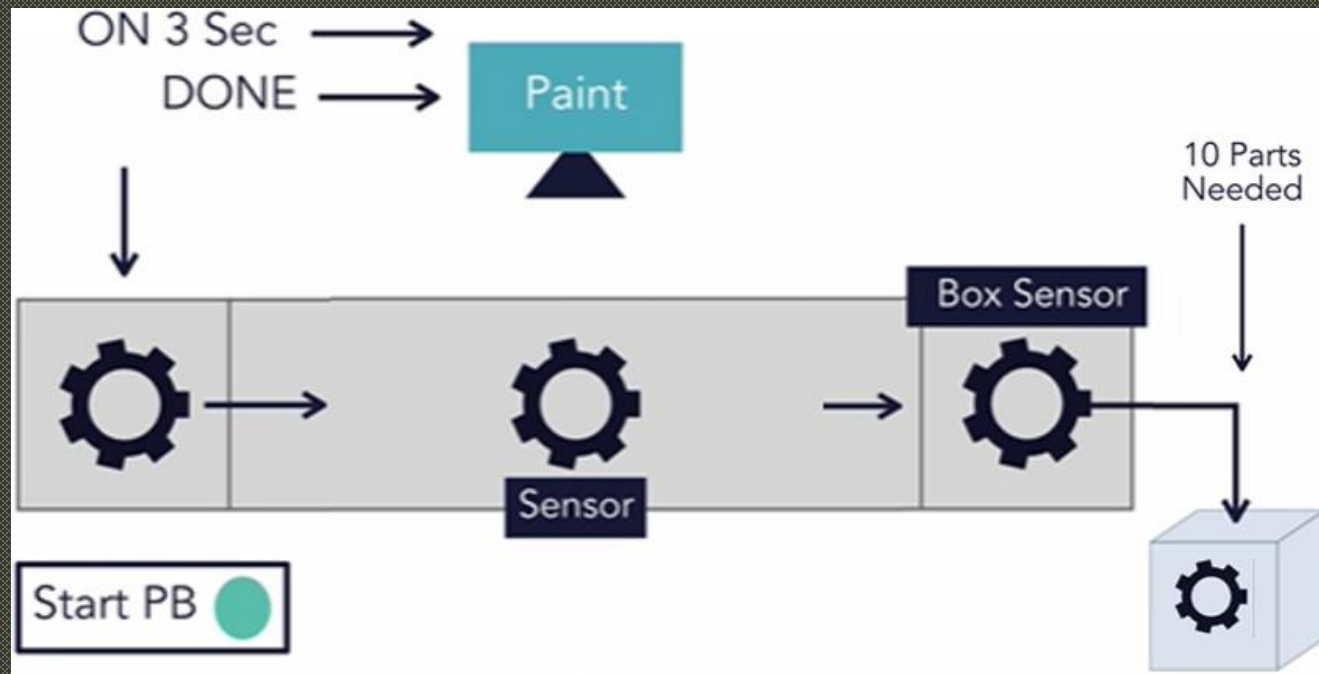 ON 3 Sec
DONE
Paint
10 Parts
Needed
Box Sensor
Sensor
Start PB